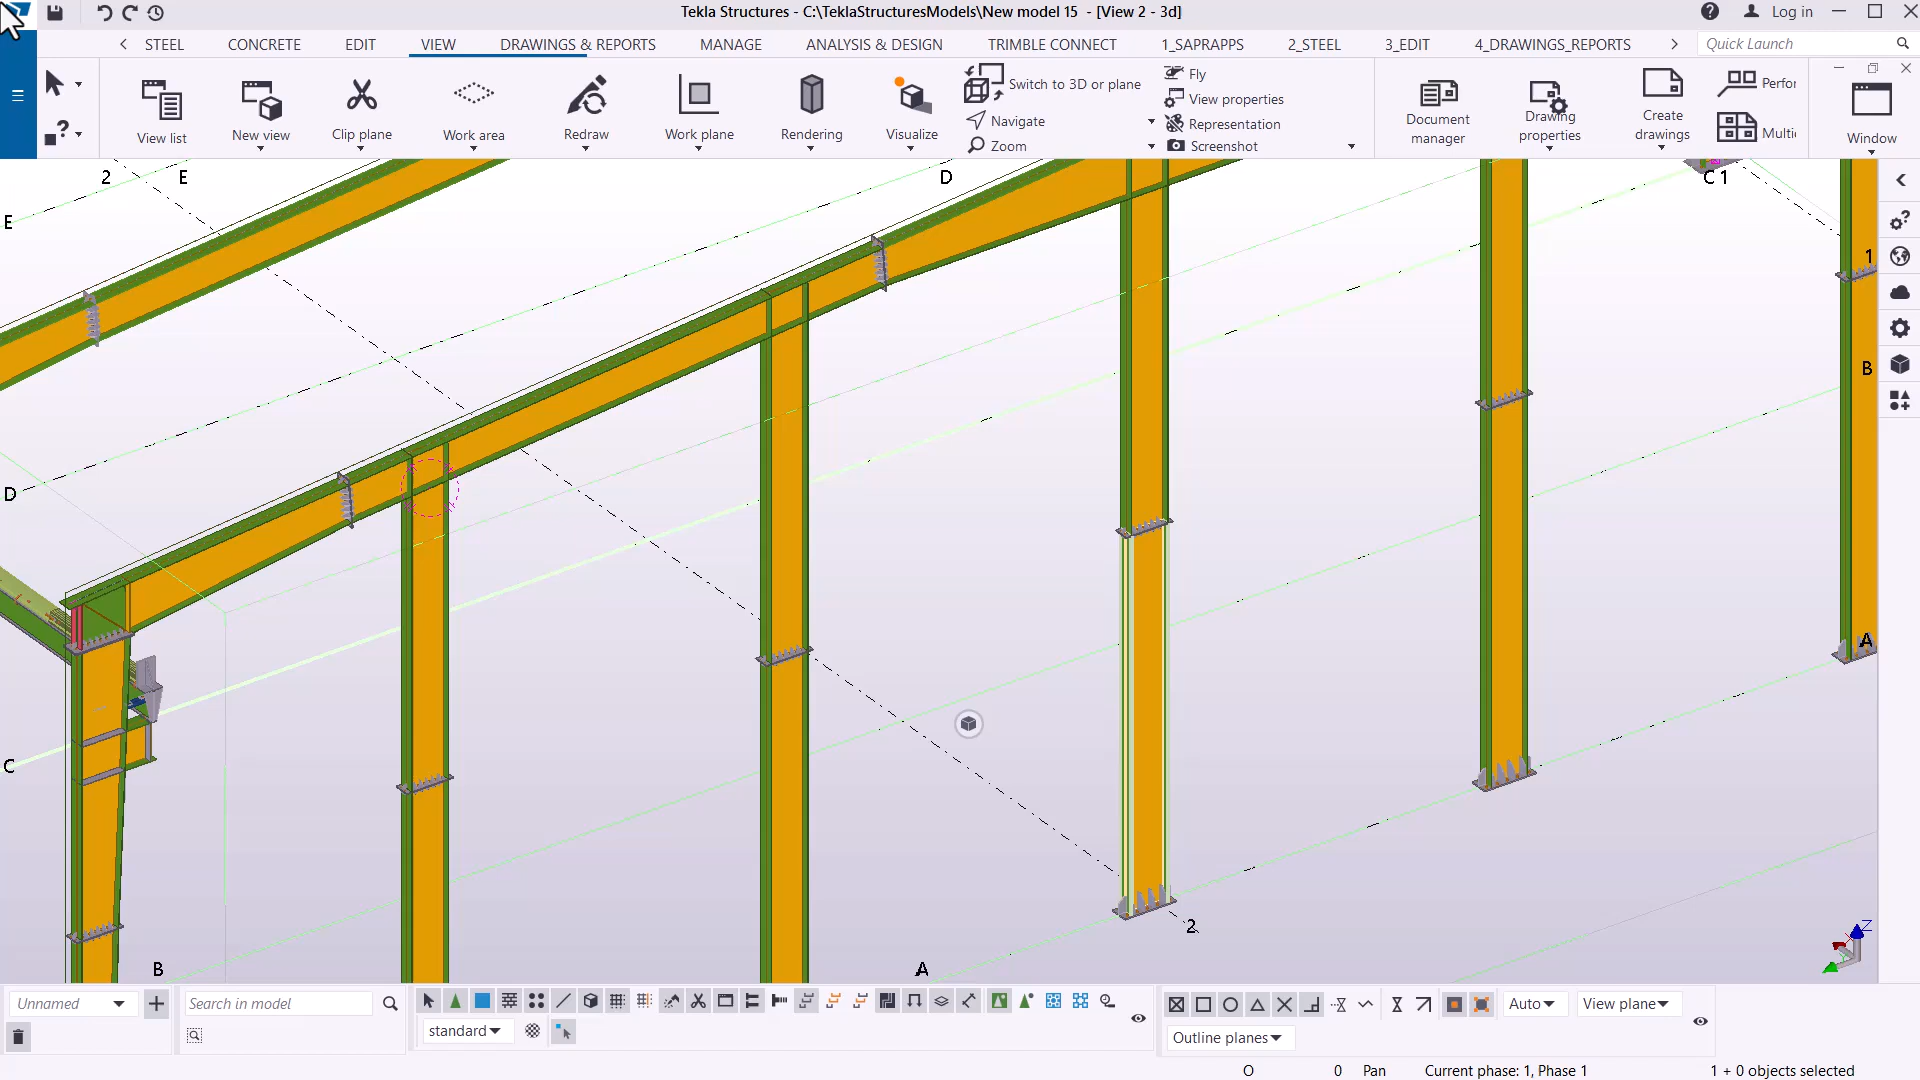 Tekla Structures - C:\TeklaStructuresModels\New model 15  - [View 2 - 3d]
Log in
STEEL
CONCRETE
EDIT
VIEW
DRAWINGS & REPORTS
MANAGE
ANALYSIS & DESIGN
TRIMBLE CONNECT
1_SAPRAPPS
2_STEEL
3_EDIT
4_DRAWINGS_REPORTS
Quick Launch
View list
New view
Clip plane
Work area
Redraw
Work plane
Rendering
Visualize
Switch to 3D or plane
Navigate
Zoom
Fly
View properties
Representation
Screenshot
Document
manager
Drawing
properties
Create
drawings
Perfor
Multi
Window
2
E
D
C 1
E
1
B
D
A
C
2
B
A
Z
Unnamed
Search in model
standard
Auto
View plane
Outline planes
O
0
Pan
Current phase: 1, Phase 1
1 + 0 objects selected